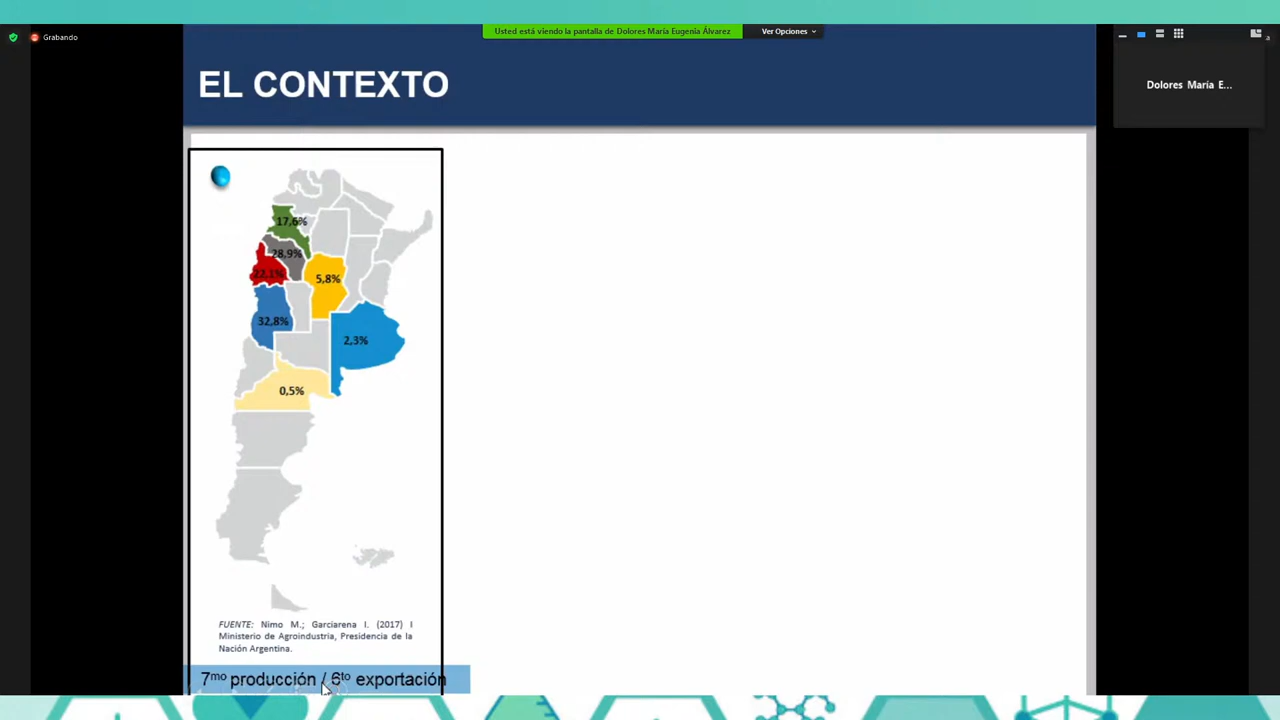 Grabando
Usted está viendo la pantalla de Dolores María Eugenia Álvarez
Ver Opciones
Dolores María E...
EL CONTEXTO
17,6%
28,9%
22,1%
5,8%
32,8%
2,3%
0,5%
FUENTE: Nimo M.; Garciarena I. (2017) I
Ministerio de Agroindustria, Presidencia de la
Nación Argentina.
7mo producción / 6to exportación